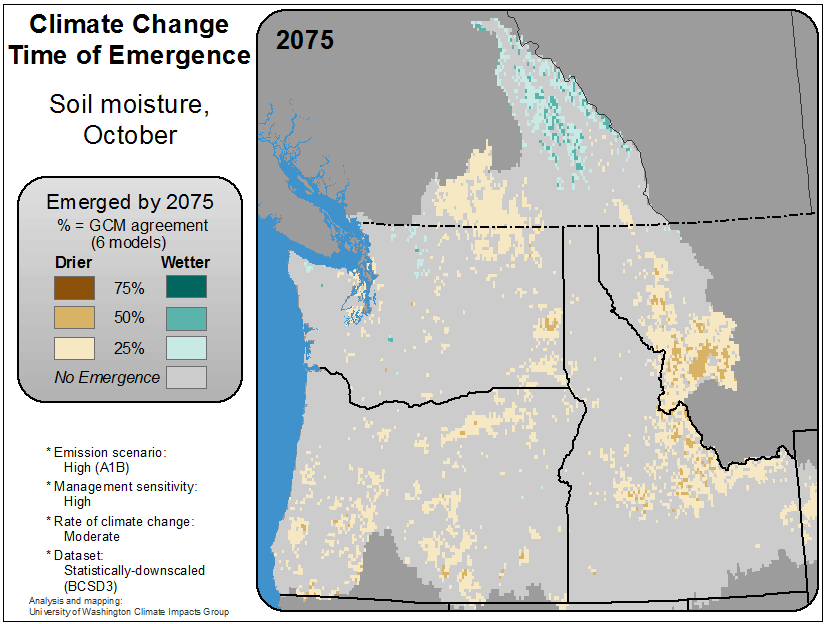 Climate Change
Time of Emergence
Soil moisture,
October
2075
Emerged by 2075
% = GCM agreement
(6 models)
Drier Wetter
75%
50%
25%
No Emergence
* Emission scenario:
High (A1B)
* Management sensitivity:
High
* Rate of climate change:
Moderate
* Dataset:
Statistically-downscaled
(BCSD3)
Analysis and mapping:
University of Washington Climate Impacts Group